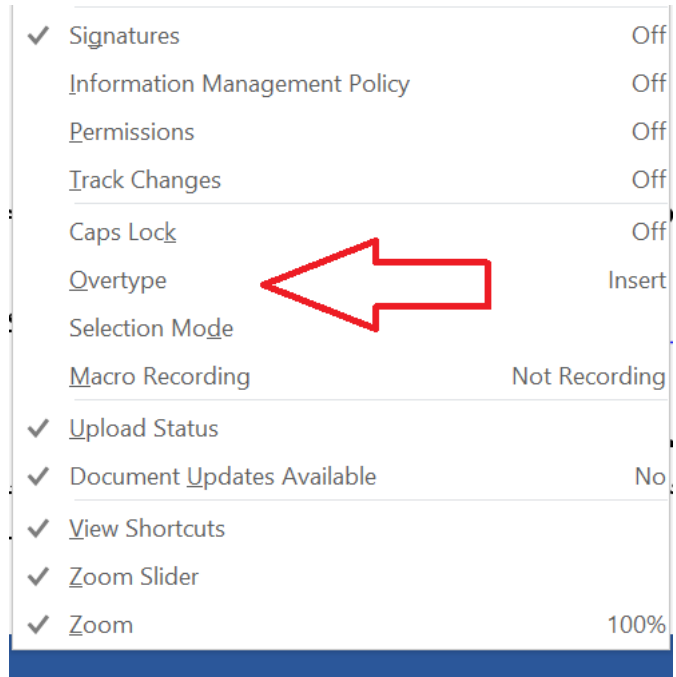 Signatures Off
Information Management Policy Off
Permissions Off
Track Changes Off
Caps Lock Off
Overtype Insert
Selection Mode
Macro Recording Not Recording
Upload Status
Document Updates Available No
View Shortcuts
Zoom Slider
Zoom 100%